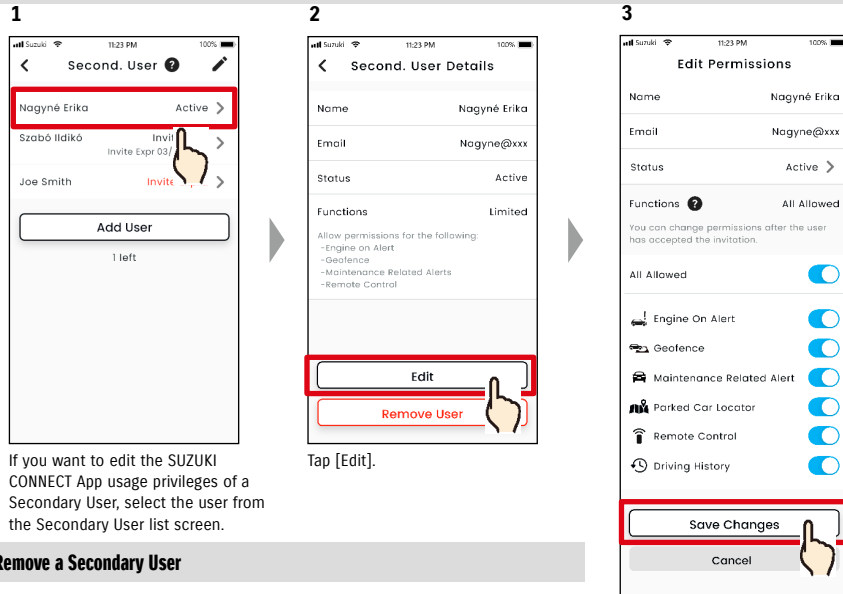 1
Suzuki 11:23 PM 100%
Second. User ?
Nagyné Erika Active
Szabó Ildikó
Invite Expr 03/
Joe Smith
Add User
1 left
If you want to edit the SUZUKI
CONNECT App usage privileges of a
Secondary User, select the user from
the Secondary User list screen.
2
Suzuki 11:23 PM 100%
Second. User Details
Name Nagyné Erika
Email Nagyne@xxx
Status Active
Functions Limited
Allow permissions for the following:
-Engine on Alert
-Geofence
-Maintenance Related Alerts
-Remote Control
Edit
Remove User
Tap [Edit].
3
Suzuki 11:23 PM 100%
Edit Permissions
Name Nagyné Erika
Email Nagyne@xxx
Status Active
Functions ? All Allowed
You can change permissions after the user
has accepted the invitation.
All Allowed
Engine On Alert
Geofence
Maintenance Related Alert
Parked Car Locator
Remote Control
Driving History
Save Changes
Cancel
Remove a Secondary User